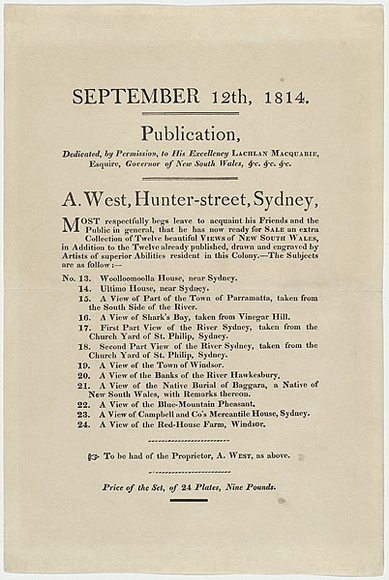 SEPTEMBER 12th, 1814.
Publication,
Dedicated, by Permission, to His Excellency LACHLAN MACQUARIE,
Esquire, Governor of New South Wales, &c. &c. &c.
A. West, Hunter-street, Sydney,
MOST respectfully begs leave to acquaint his Friends and the
Public in general, that he has now ready for SALE an extra
Collection of Twelve beautiful VIEWS of NEW SOUTH WALES,
in Addition to the Twelve already published, drawn and engraved by
Artists of superior Abilities resident in this Colony.—The Subjects
are as follow:—
No. 13. Woolloomoolla House, near Sydney.
14. Ultimo House, near Sydney.
15. A View of Part of the Town of Parramatta, taken from
the South Side of the River.
16. A View of Shark's Bay, taken from Vinegar Hill.
17. First Part View of the River Sydney, taken from the
Church Yard of St. Philip, Sydney.
18. Second Part View of the River Sydney, taken from the
Church Yard of St. Philip, Sydney.
19. A View of the Town of Windsor.
20. A View of the Banks of the River Hawkesbury.
21. A View of the Native Burial of Baggara, a Native of
New South Wales, with Remarks thereon.
22. A View of the Blue-Mountain Pheasant.
23. A View of Campbell and Co's Mercantile House, Sydney.
24. A View of the Red-House Farm, Windsor.
☞ To be had of the Proprietor, A. WEST, as above.
Price of the Set, of 24 Plates, Nine Pounds.